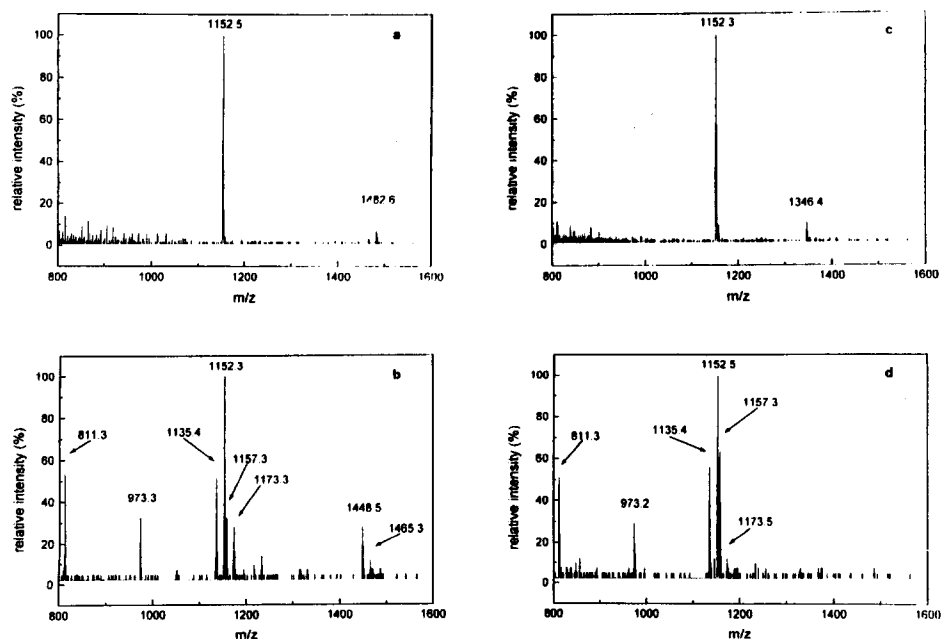 1152.5
a
100
80
60
40
20
0
relative intensity (%)
1482.6
800 1000 1200 1400 1600
m/z
1152 3
c
100
80
60
40
20
0
relative intensity (%)
1346 4
800 1000 1200 1400 1600
m/z
1152.3
b
100
80
60
40
20
0
relative intensity (%)
811.3
973.3
1135.4
1157.3
1173.3
1448 5
1465.3
800 1000 1200 1400 1600
m/z
1152.5
d
100
80
60
40
20
0
relative intensity (%)
811.3
973.2
1135.4
1157.3
1173.5
800 1000 1200 1400 1600
m/z